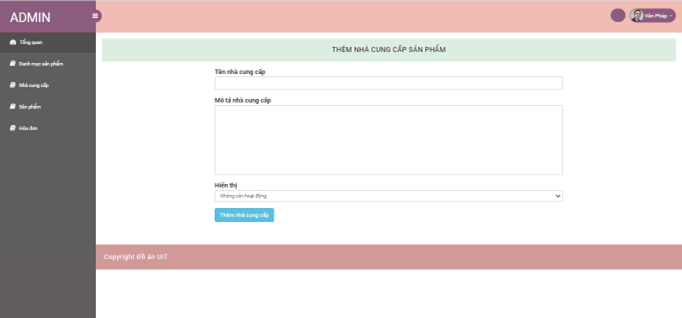 ADMIN
Văn Pháp
Tổng quan
Danh mục sản phẩm
Nhà cung cấp
Sản phẩm
Hóa đơn
THÊM NHÀ CUNG CẤP SẢN PHẨM
Tên nhà cung cấp
Mô tả nhà cung cấp
Hiển thị
Không còn hoạt động
Thêm nhà cung cấp
Copyright Đồ án UIT